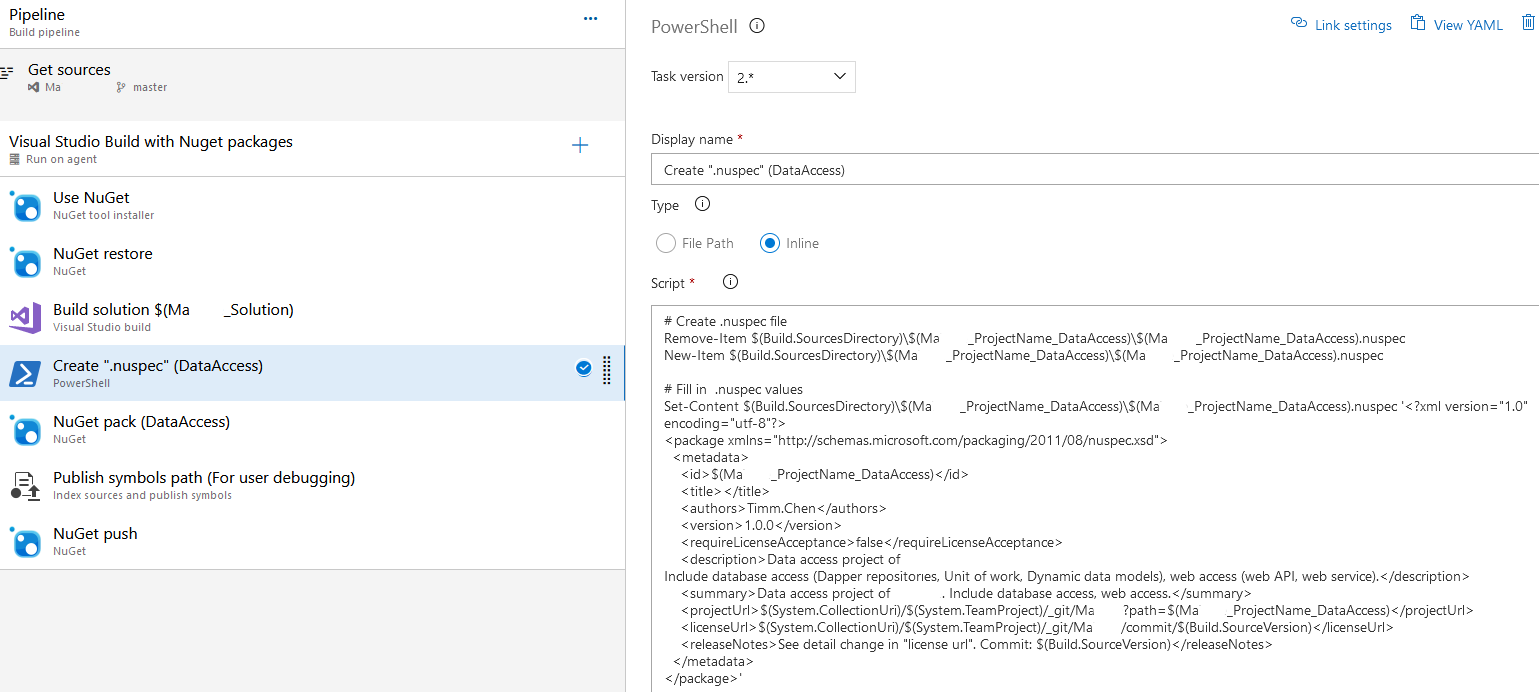 Pipeline
Build pipeline
Get sources
Ma master
Visual Studio Build with Nuget packages
Run on agent
Use NuGet
NuGet tool installer
NuGet restore
NuGet
Build solution $(Ma _Solution)
Visual Studio build
Create ".nuspec" (DataAccess)
PowerShell
NuGet pack (DataAccess)
NuGet
Publish symbols path (For user debugging)
Index sources and publish symbols
NuGet push
NuGet
PowerShell
Link settings View YAML
Task version 2.*
Display name *
Create ".nuspec" (DataAccess)
Type
File Path Inline
Script *
# Create .nuspec file
Remove-Item $(Build.SourcesDirectory)\$(Ma _ProjectName_DataAccess)\$(Ma _ProjectName_DataAccess).nuspec
New-Item $(Build.SourcesDirectory)\$(Ma _ProjectName_DataAccess)\$(Ma _ProjectName_DataAccess).nuspec
# Fill in .nuspec values
Set-Content $(Build.SourcesDirectory)\$(Ma _ProjectName_DataAccess)\$(Ma _ProjectName_DataAccess).nuspec '<?xml version="1.0"
encoding="utf-8"?>
<package xmlns="http://schemas.microsoft.com/packaging/2011/08/nuspec.xsd">
<metadata>
<id>$(Ma _ProjectName_DataAccess)</id>
<title></title>
<authors>Timm.Chen</authors>
<version>1.0.0</version>
<requireLicenseAcceptance>false</requireLicenseAcceptance>
<description>Data access project of
Include database access (Dapper repositories, Unit of work, Dynamic data models), web access (web API, web service).</description>
<summary>Data access project of . Include database access, web access.</summary>
<projectUrl>$(System.CollectionUri)/$(System.TeamProject)/_git/Ma ?path=$(Ma _ProjectName_DataAccess)</projectUrl>
<licenseUrl>$(System.CollectionUri)/$(System.TeamProject)/_git/Ma /commit/$(Build.SourceVersion)</licenseUrl>
<releaseNotes>See detail change in "license url". Commit: $(Build.SourceVersion)</releaseNotes>
</metadata>
</package>'